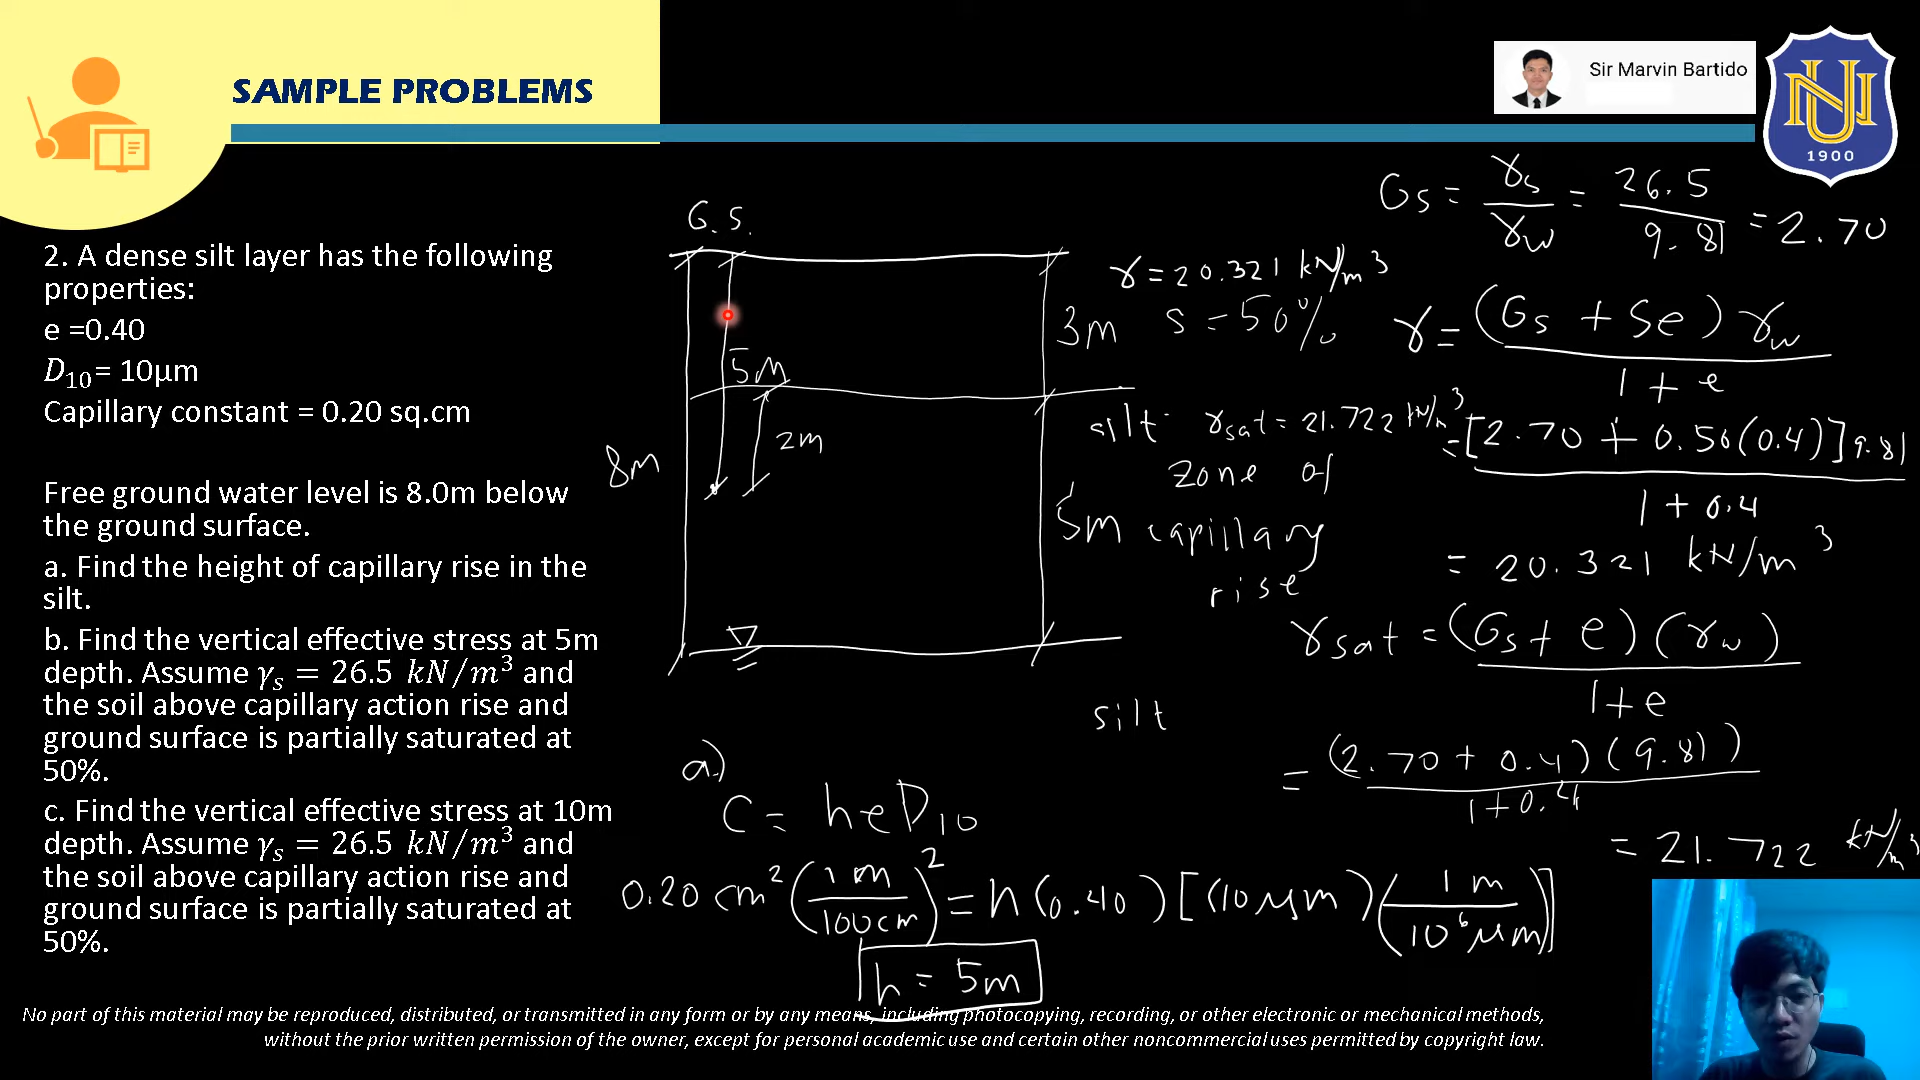 SAMPLE PROBLEMS
Sir Marvin Bartido
NU
1900
2. A dense silt layer has the following
properties:
e =0.40
D₁₀= 10µm
Capillary constant = 0.20 sq.cm
Free ground water level is 8.0m below
the ground surface.
a. Find the height of capillary rise in the
silt.
b. Find the vertical effective stress at 5m
depth. Assume γₛ = 26.5 kN/m³ and
the soil above capillary action rise and
ground surface is partially saturated at
50%.
c. Find the vertical effective stress at 10m
depth. Assume γₛ = 26.5 kN/m³ and
the soil above capillary action rise and
ground surface is partially saturated at
50%.
G.S.
5m
2m
8m
3m
γ=20.321 kN/m³
s=50%
silt γsat=21.722 kN/m³
zone of
5m capillary
rise
silt
a.)
C = heD₁₀
0.20 cm² (1m/100cm)² = h(0.40)[(10µm)(1m/10⁶µm)]
h = 5m
Gs = γs/γw = 26.5/9.81 = 2.70
γ = (Gs + Se)γw/1+e
= [2.70 + 0.50(0.4)]9.81/1+0.4
= 20.321 kN/m³
γsat = (Gs+e)(γw)/1+e
= (2.70+0.4)(9.81)/1+0.4
= 21.722 kN/m³
No part of this material may be reproduced, distributed, or transmitted in any form or by any means, including photocopying, recording, or other electronic or mechanical methods,
without the prior written permission of the owner, except for personal academic use and certain other noncommercial uses permitted by copyright law.